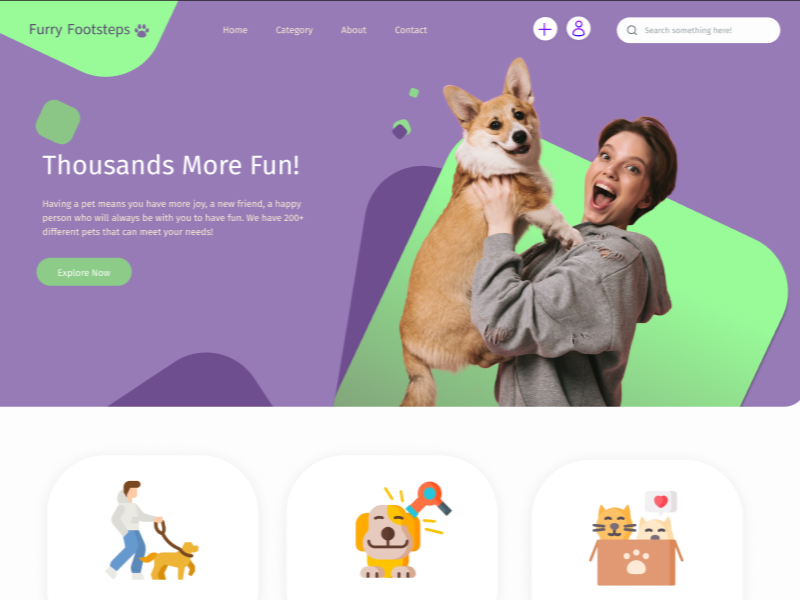 Furry Footsteps
Home
Category
About
Contact
Search something here!
Thousands More Fun!
Having a pet means you have more joy, a new friend, a happy
person who will always be with you to have fun. We have 200+
different pets that can meet your needs!
Explore Now